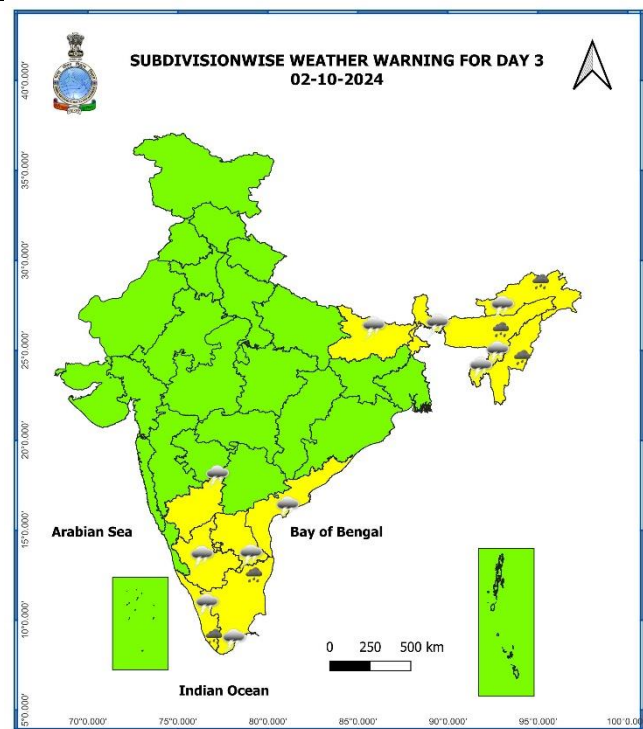 SUBDIVISIONWISE WEATHER WARNING FOR DAY 3
02-10-2024
40°0.000'
35°0.000'
30°0.000'
25°0.000'
20°0.000'
15°0.000'
10°0.000'
5°0.000'
Arabian Sea
Bay of Bengal
0 250 500 km
Indian Ocean
70°0.000' 75°0.000' 80°0.000' 85°0.000' 90°0.000' 95°0.000' 100°0.0